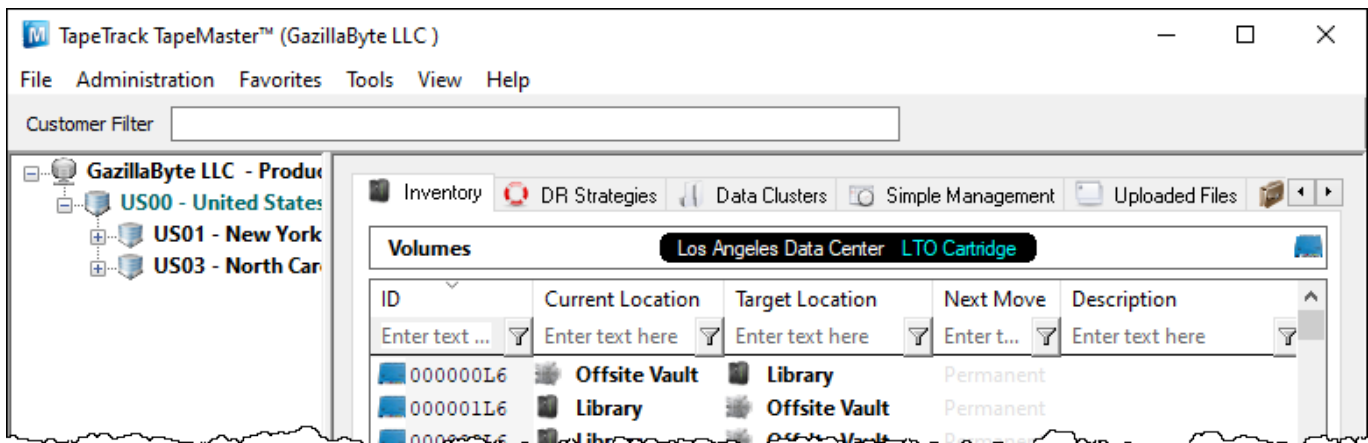 TapeTrack TapeMaster™ (GazillaByte LLC )
File Administration Favorites Tools View Help
Customer Filter
GazillaByte LLC - Produc
US00 - United States
US01 - New York
US03 - North Car
Inventory DR Strategies Data Clusters Simple Management Uploaded Files
Volumes Los Angeles Data Center LTO Cartridge
ID Current Location Target Location Next Move Description
Enter text ... Enter text here Enter text here Enter t... Enter text here
000000L6 Offsite Vault Library Permanent
000001L6 Library Offsite Vault Permanent